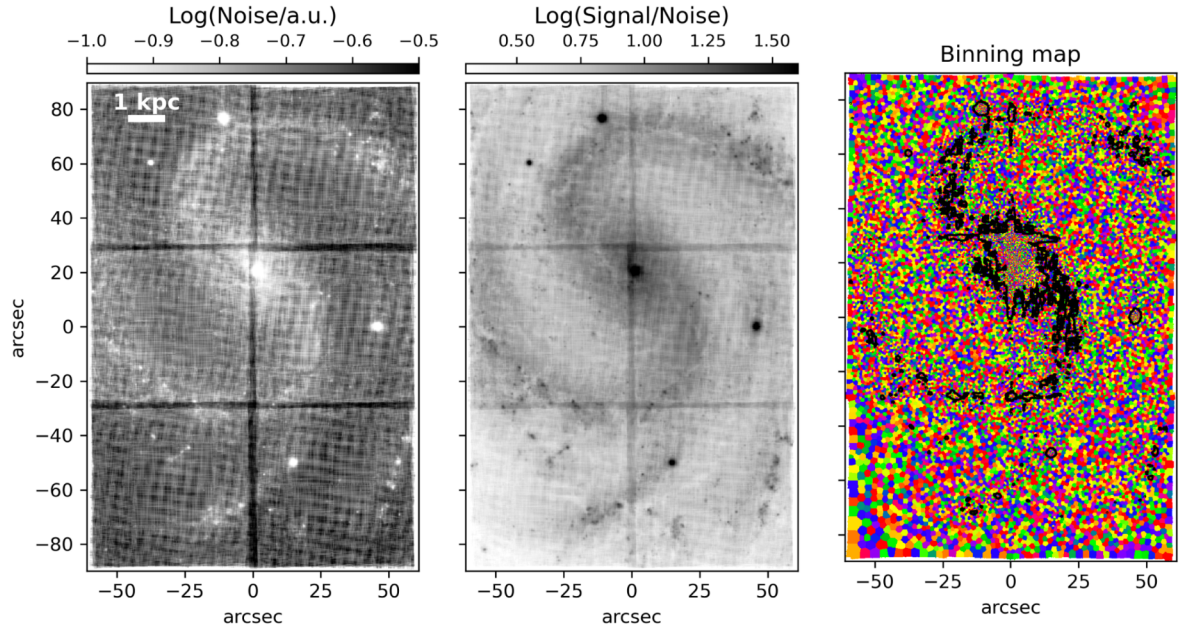 Log(Noise/a.u.)
−1.0 −0.9 −0.8 −0.7 −0.6 −0.5
1 kpc
80
60
40
20
0
−20
−40
−60
−80
arcsec
−50 −25 0 25 50
arcsec
Log(Signal/Noise)
0.50 0.75 1.00 1.25 1.50
−50 −25 0 25 50
arcsec
Binning map
−50 −25 0 25 50
arcsec